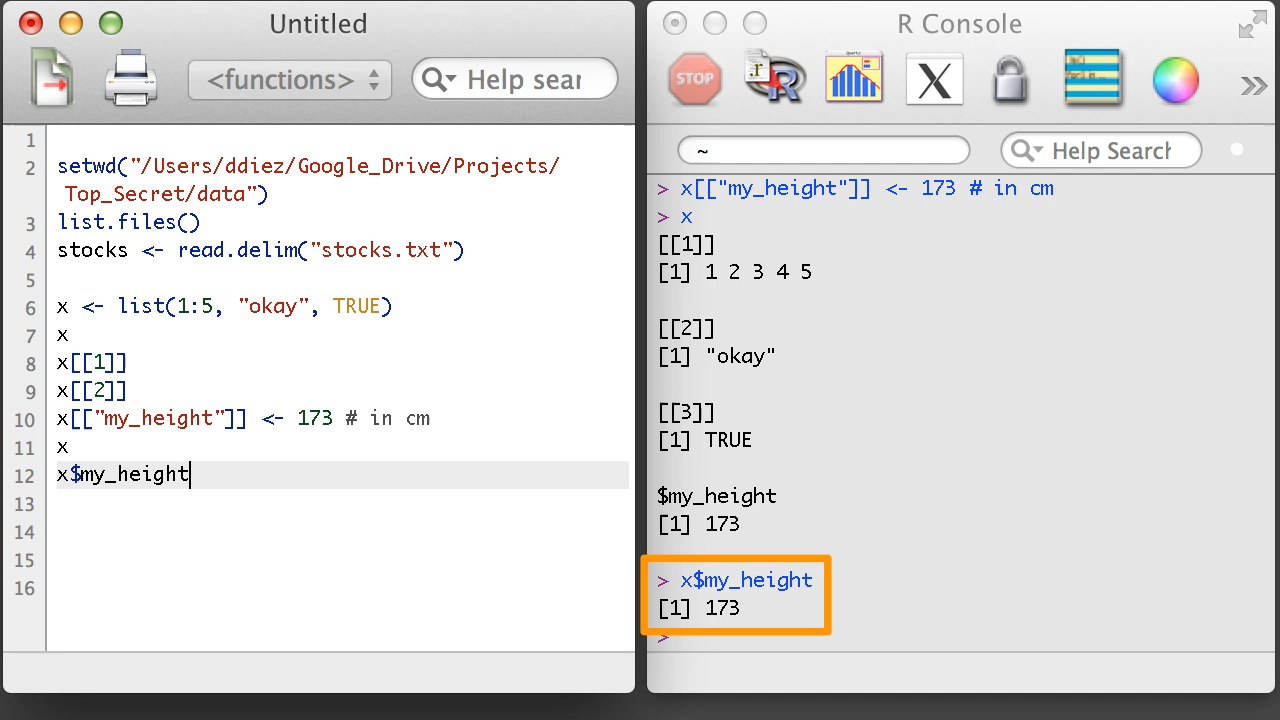 Untitled
<functions>
Help sear
1
2 setwd("/Users/ddiez/Google_Drive/Projects/
Top_Secret/data")
3 list.files()
4 stocks <- read.delim("stocks.txt")
5
6 x <- list(1:5, "okay", TRUE)
7 x
8 x[[1]]
9 x[[2]]
10 x[["my_height"]] <- 173 # in cm
11 x
12 x$my_height
13
14
15
16
R Console
STOP
R
X
~
Help Search
> x[["my_height"]] <- 173 # in cm
> x
[[1]]
[1] 1 2 3 4 5
[[2]]
[1] "okay"
[[3]]
[1] TRUE
$my_height
[1] 173
> x$my_height
[1] 173
>